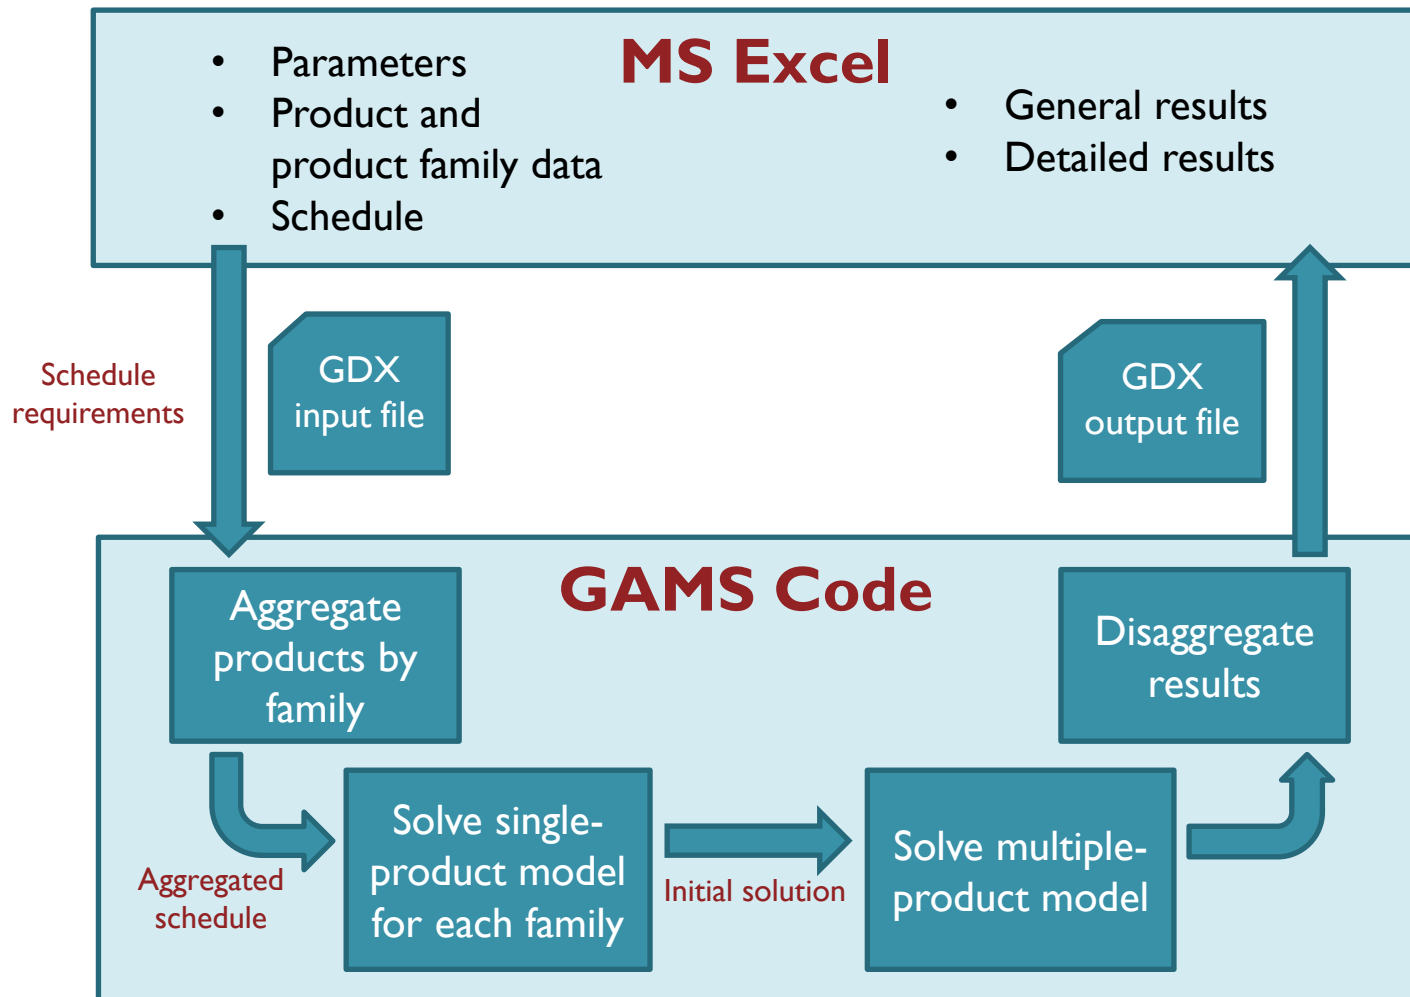 MS Excel
• Parameters
• Product and
product family data
• Schedule
• General results
• Detailed results
Schedule
requirements
GDX
input file
GDX
output file
GAMS Code
Aggregate
products by
family
Disaggregate
results
Aggregated
schedule
Solve single-
product model
for each family
Initial solution
Solve multiple-
product model